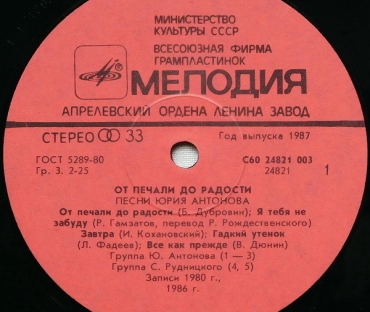 МИНИСТЕРСТВО
КУЛЬТУРЫ СССР
ВСЕСОЮЗНАЯ ФИРМА
ГРАМПЛАСТИНОК
МЕЛОДИЯ
АПРЕЛЕВСКИЙ ОРДЕНА ЛЕНИНА ЗАВОД
СТЕРЕО 33
Год выпуска 1987
ГОСТ 5289-80
С60 24821 003
Гр. 3. 2-25
24821
1
ОТ ПЕЧАЛИ ДО РАДОСТИ
ПЕСНИ ЮРИЯ АНТОНОВА
От печали до радости (Б. Дубровин); Я тебя не
забуду (Р. Гамзатов, перевод Р. Рождественского)
Завтра (И. Кохановский); Гадкий утенок
(Л. Фадеев); Все как прежде (В. Дюнин)
Группа Ю. Антонова (1 — 3)
Группа С. Рудницкого (4, 5)
Записи 1980 г.,
1986 г.